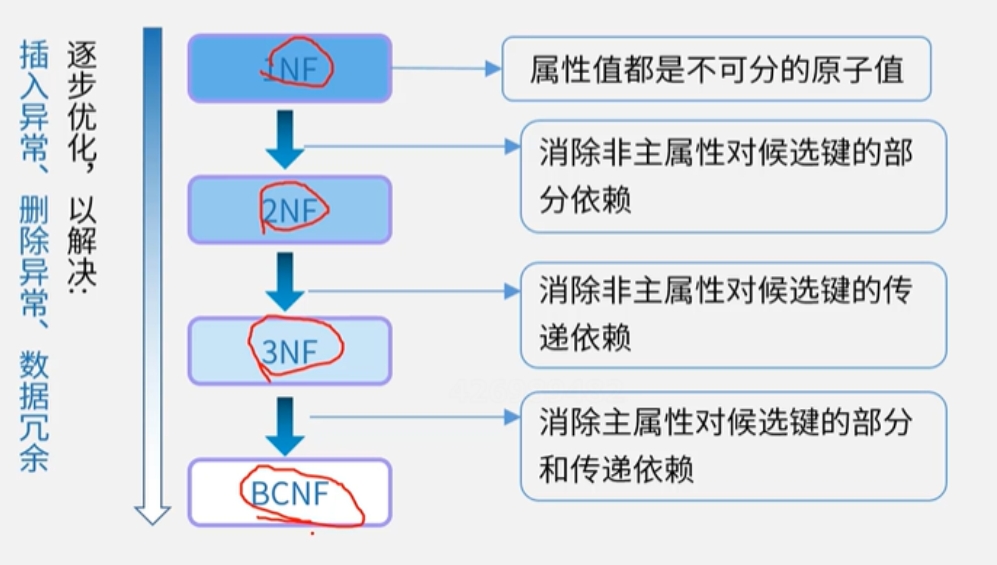 逐步优化，以解决：
插入异常、删除异常、数据冗余
1NF
属性值都是不可分的原子值
消除非主属性对候选键的部
分依赖
2NF
消除非主属性对候选键的传
递依赖
3NF
消除主属性对候选键的部分
和传递依赖
BCNF